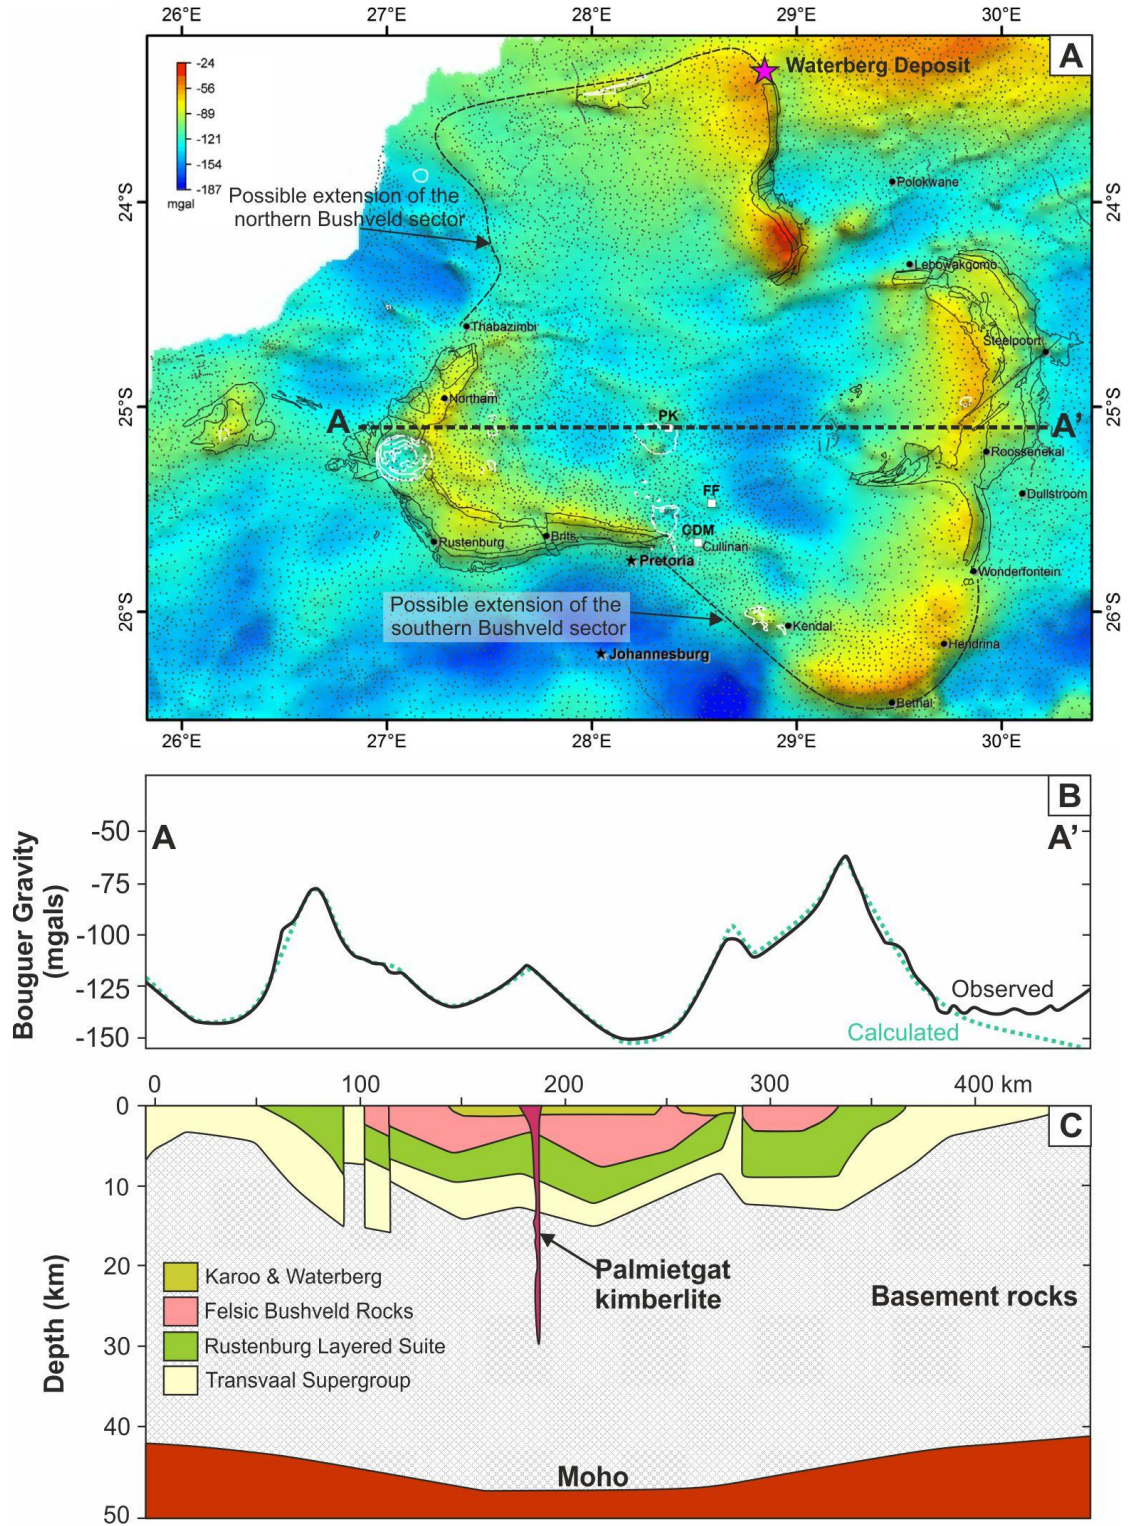 26°E 27°E 28°E 29°E 30°E
A
Waterberg Deposit
-24
-56
-89
-121
-154
-187
mgal
Polokwane
24°S 24°S
Possible extension of the
northern Bushveld sector
Lebowakgomo
Thabazimbi
Steelpoort
Northam
25°S 25°S
A PK A'
Roossenekal
Dullstroom
FF
CDM
Rustenburg Brits Cullinan
Pretoria
Wonderfontein
Possible extension of the
southern Bushveld sector
26°S 26°S
Kendal
Hendrina
Johannesburg
Bethal
26°E 27°E 28°E 29°E 30°E
B
A A'
Bouguer Gravity
(mgals)
-50
-75
-100
-125
-150
Observed
Calculated
0 100 200 300 400 km
C
Depth (km)
0
10
20
30
40
50
Palmietgat
kimberlite
Basement rocks
Karoo & Waterberg
Felsic Bushveld Rocks
Rustenburg Layered Suite
Transvaal Supergroup
Moho